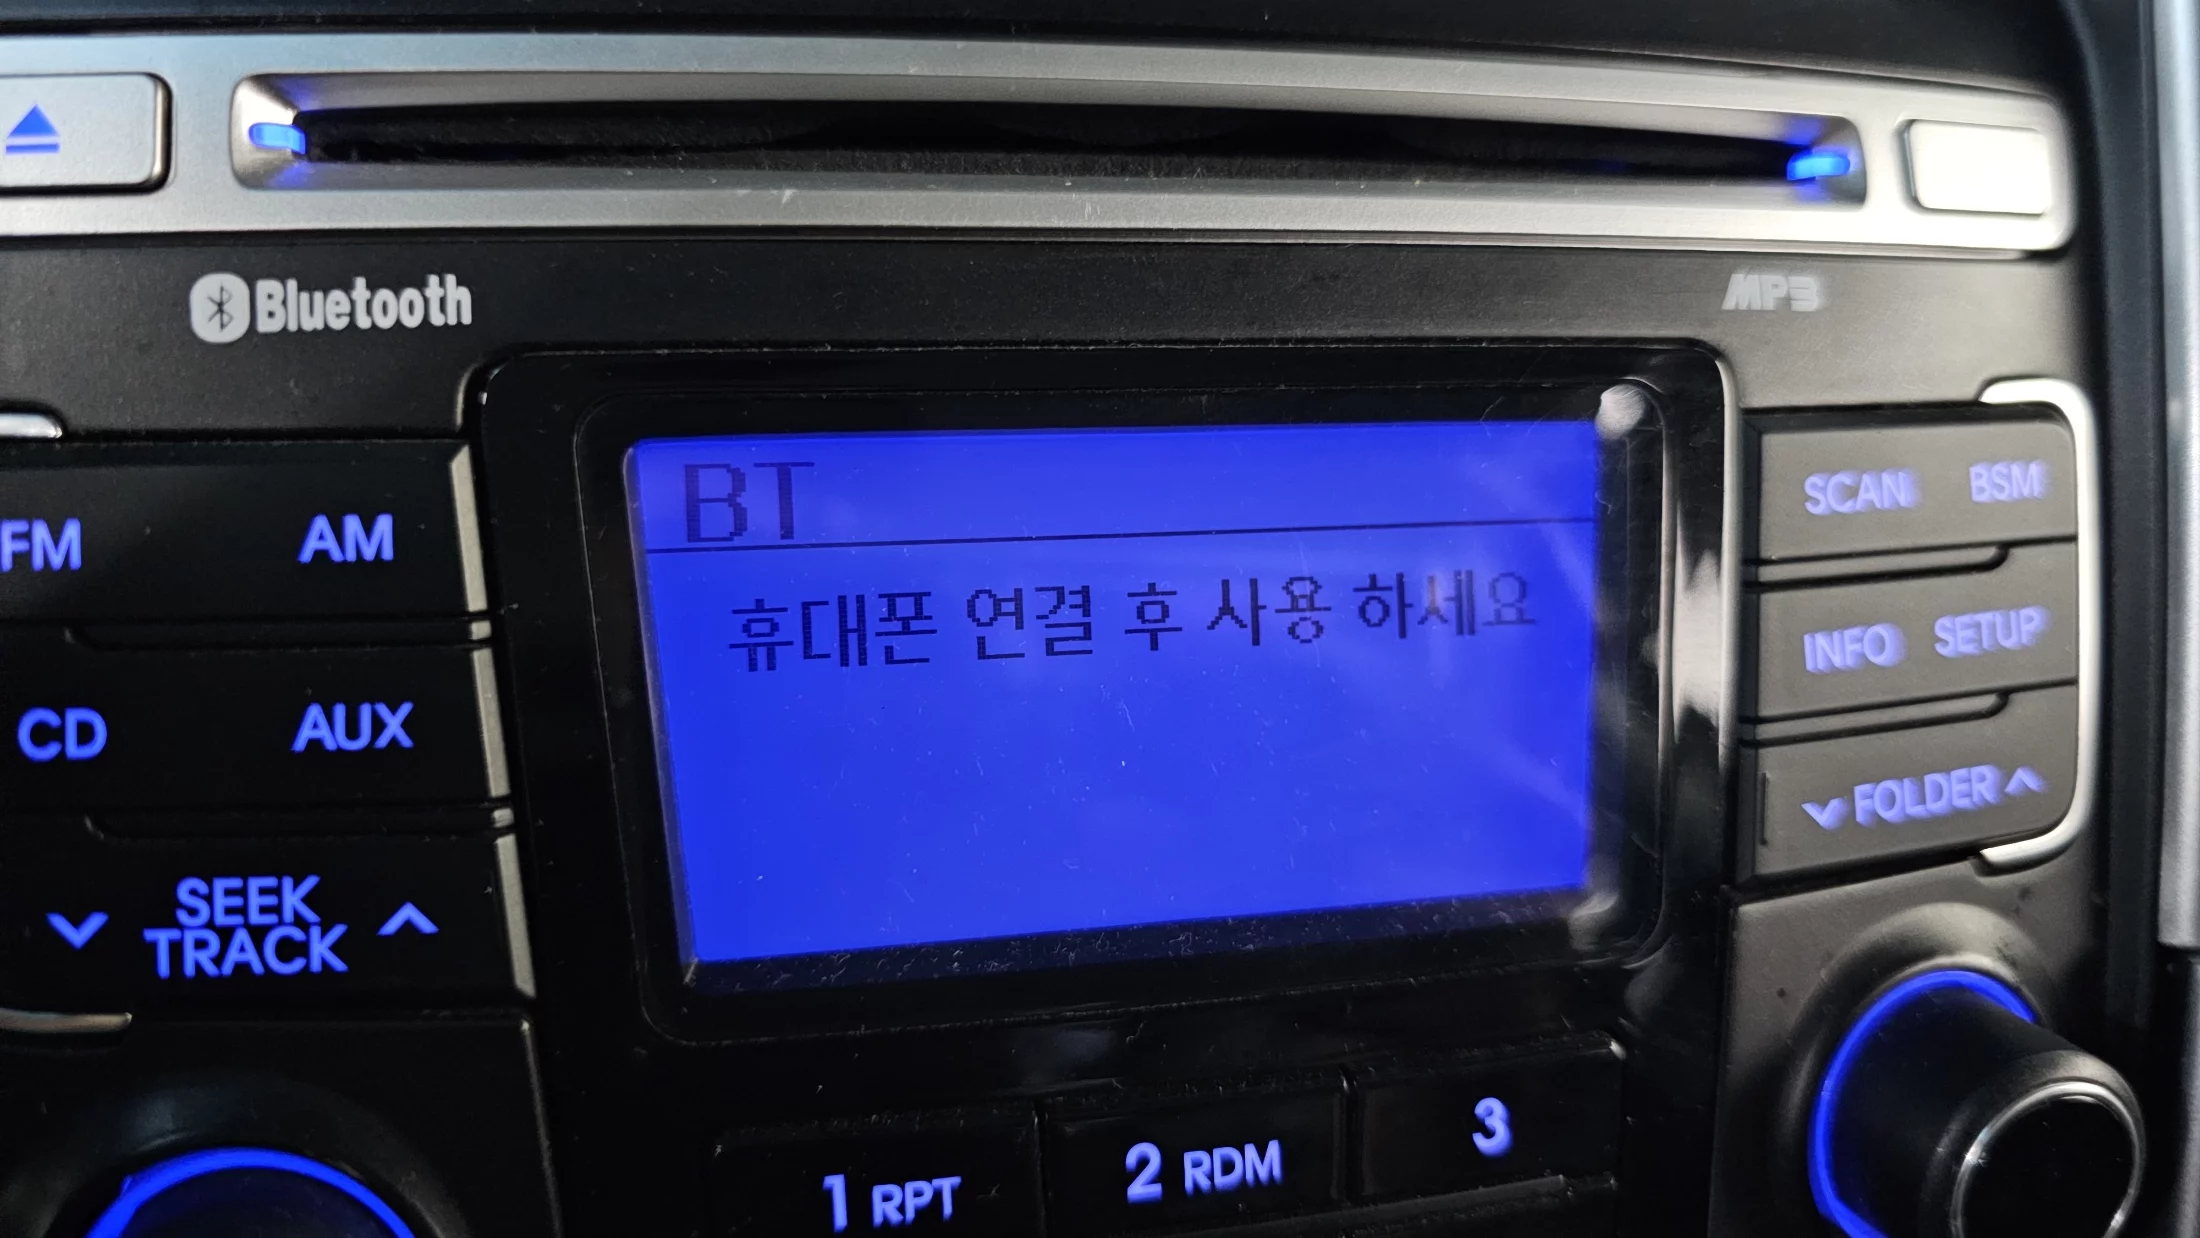 Bluetooth
MP3
FM
AM
CD
AUX
SEEK
TRACK
BT
휴대폰 연결 후 사용 하세요
SCAN BSM
INFO SETUP
FOLDER
1 RPT
2 RDM
3